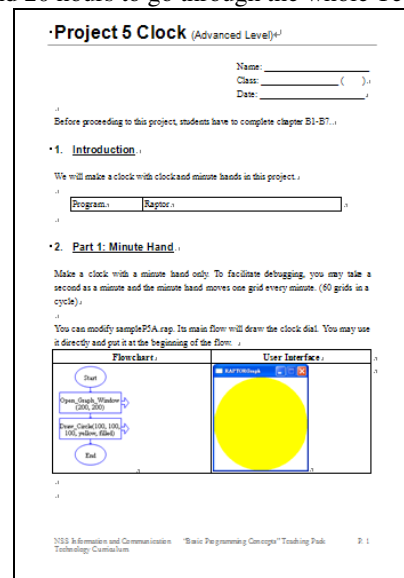 Project 5 Clock (Advanced Level)
Name:
Class: ( ).
Date:
Before proceeding to this project, students have to complete chapter B1-B7.
1. Introduction
We will make a clock with clock and minute hands in this project.
Program Raptor
2. Part 1: Minute Hand
Make a clock with a minute hand only. To facilitate debugging, you may take a
second as a minute and the minute hand moves one grid every minute. (60 grids in a
cycle)
You can modify sampleP5A.rap. Its main flow will draw the clock dial. You may use
it directly and put it at the beginning of the flow.
Flowchart User Interface
Start
RAPTORGraph
Open_Graph_Window
(200, 200)
Draw_Circle(100, 100,
100, yellow, filled)
End
NSS Information and Communication "Basic Programming Concepts" Teaching Pack P. 1
Technology Curriculum